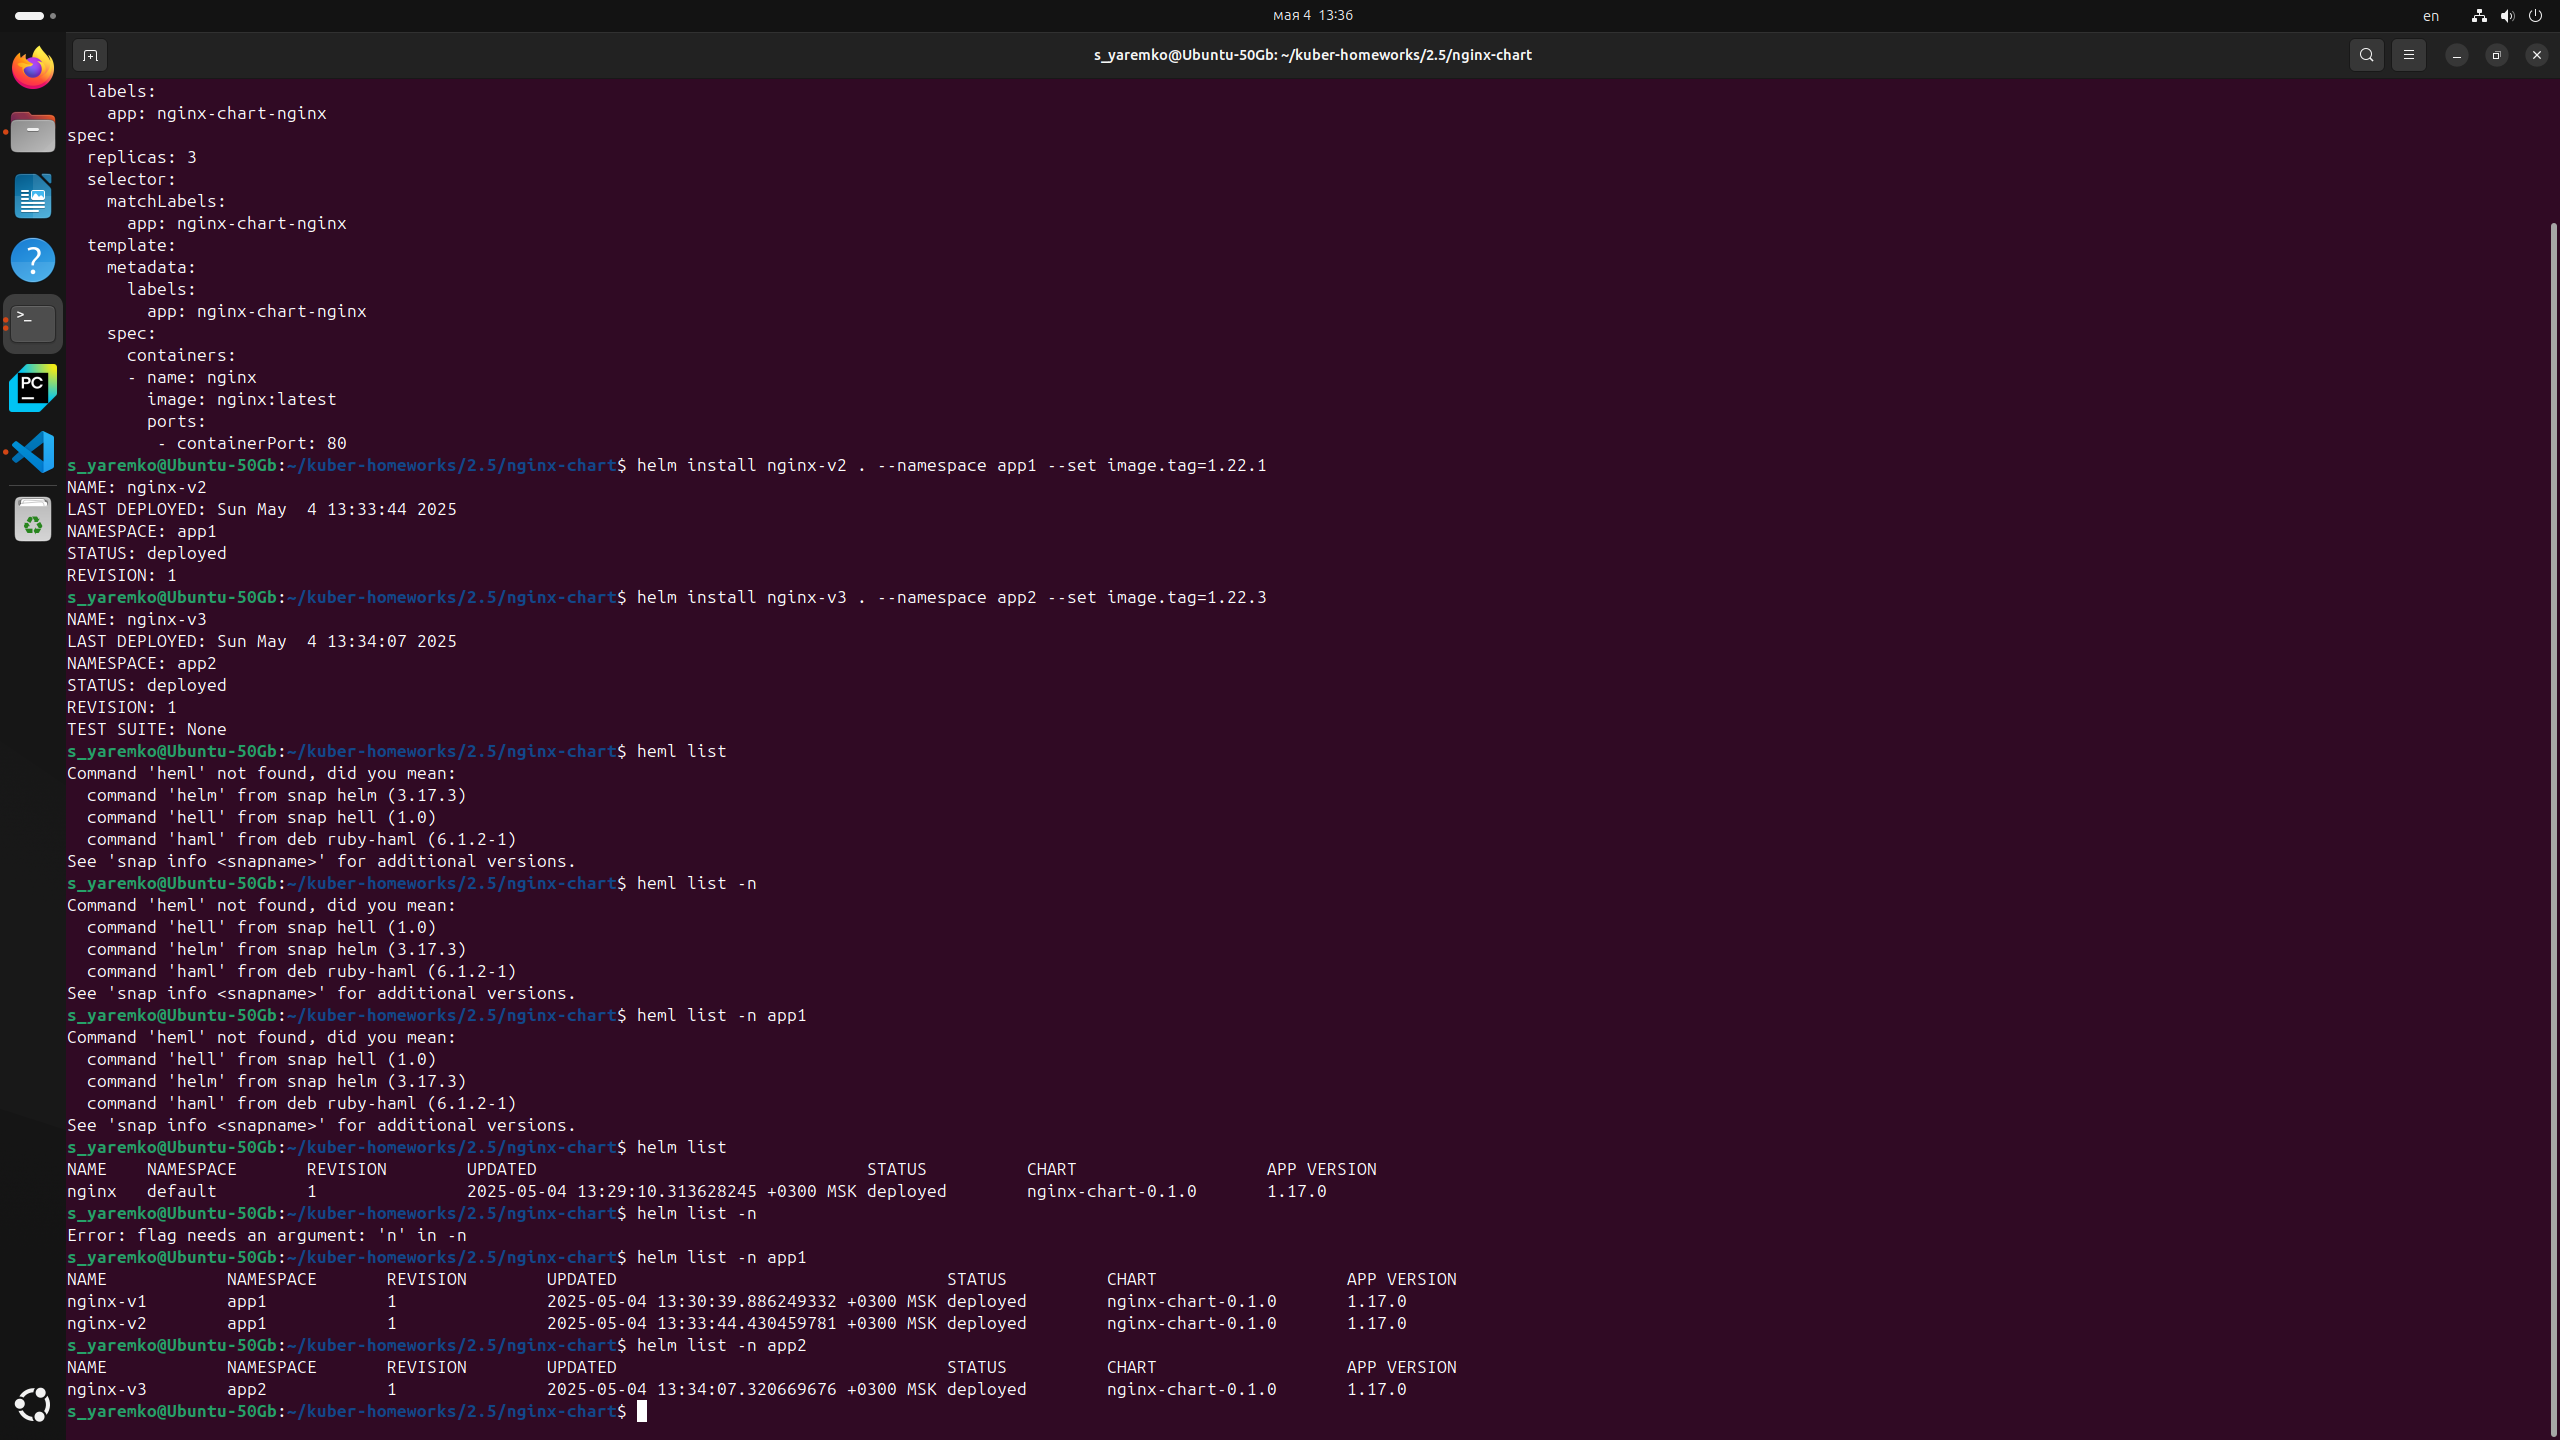 мая 4 13:36
en
s_yaremko@Ubuntu-50Gb: ~/kuber-homeworks/2.5/nginx-chart
  labels:
    app: nginx-chart-nginx
spec:
  replicas: 3
  selector:
    matchLabels:
      app: nginx-chart-nginx
  template:
    metadata:
      labels:
        app: nginx-chart-nginx
    spec:
      containers:
      - name: nginx
        image: nginx:latest
        ports:
         - containerPort: 80
s_yaremko@Ubuntu-50Gb:~/kuber-homeworks/2.5/nginx-chart$ helm install nginx-v2 . --namespace app1 --set image.tag=1.22.1
NAME: nginx-v2
LAST DEPLOYED: Sun May  4 13:33:44 2025
NAMESPACE: app1
STATUS: deployed
REVISION: 1
s_yaremko@Ubuntu-50Gb:~/kuber-homeworks/2.5/nginx-chart$ helm install nginx-v3 . --namespace app2 --set image.tag=1.22.3
NAME: nginx-v3
LAST DEPLOYED: Sun May  4 13:34:07 2025
NAMESPACE: app2
STATUS: deployed
REVISION: 1
TEST SUITE: None
s_yaremko@Ubuntu-50Gb:~/kuber-homeworks/2.5/nginx-chart$ heml list
Command 'heml' not found, did you mean:
  command 'helm' from snap helm (3.17.3)
  command 'hell' from snap hell (1.0)
  command 'haml' from deb ruby-haml (6.1.2-1)
See 'snap info <snapname>' for additional versions.
s_yaremko@Ubuntu-50Gb:~/kuber-homeworks/2.5/nginx-chart$ heml list -n
Command 'heml' not found, did you mean:
  command 'hell' from snap hell (1.0)
  command 'helm' from snap helm (3.17.3)
  command 'haml' from deb ruby-haml (6.1.2-1)
See 'snap info <snapname>' for additional versions.
s_yaremko@Ubuntu-50Gb:~/kuber-homeworks/2.5/nginx-chart$ heml list -n app1
Command 'heml' not found, did you mean:
  command 'hell' from snap hell (1.0)
  command 'helm' from snap helm (3.17.3)
  command 'haml' from deb ruby-haml (6.1.2-1)
See 'snap info <snapname>' for additional versions.
s_yaremko@Ubuntu-50Gb:~/kuber-homeworks/2.5/nginx-chart$ helm list
NAME    NAMESPACE       REVISION        UPDATED                                 STATUS          CHART                   APP VERSION
nginx   default         1               2025-05-04 13:29:10.313628245 +0300 MSK deployed        nginx-chart-0.1.0       1.17.0
s_yaremko@Ubuntu-50Gb:~/kuber-homeworks/2.5/nginx-chart$ helm list -n
Error: flag needs an argument: 'n' in -n
s_yaremko@Ubuntu-50Gb:~/kuber-homeworks/2.5/nginx-chart$ helm list -n app1
NAME            NAMESPACE       REVISION        UPDATED                                 STATUS          CHART                   APP VERSION
nginx-v1        app1            1               2025-05-04 13:30:39.886249332 +0300 MSK deployed        nginx-chart-0.1.0       1.17.0
nginx-v2        app1            1               2025-05-04 13:33:44.430459781 +0300 MSK deployed        nginx-chart-0.1.0       1.17.0
s_yaremko@Ubuntu-50Gb:~/kuber-homeworks/2.5/nginx-chart$ helm list -n app2
NAME            NAMESPACE       REVISION        UPDATED                                 STATUS          CHART                   APP VERSION
nginx-v3        app2            1               2025-05-04 13:34:07.320669676 +0300 MSK deployed        nginx-chart-0.1.0       1.17.0
s_yaremko@Ubuntu-50Gb:~/kuber-homeworks/2.5/nginx-chart$
?
>_
PC